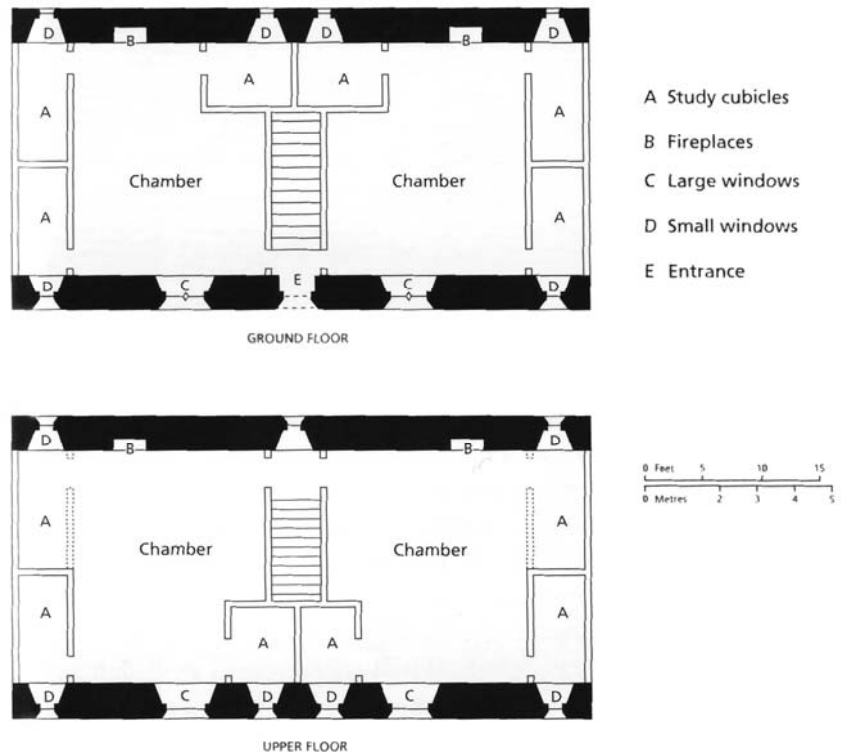 D B D D B D
A A A A
Chamber Chamber
A A
D C E C D
GROUND FLOOR
A Study cubicles
B Fireplaces
C Large windows
D Small windows
E Entrance
D B B D
A A
Chamber Chamber
A A A A
D C D D C D
UPPER FLOOR
0 Feet 5 10 15
0 Metres 2 3 4 5